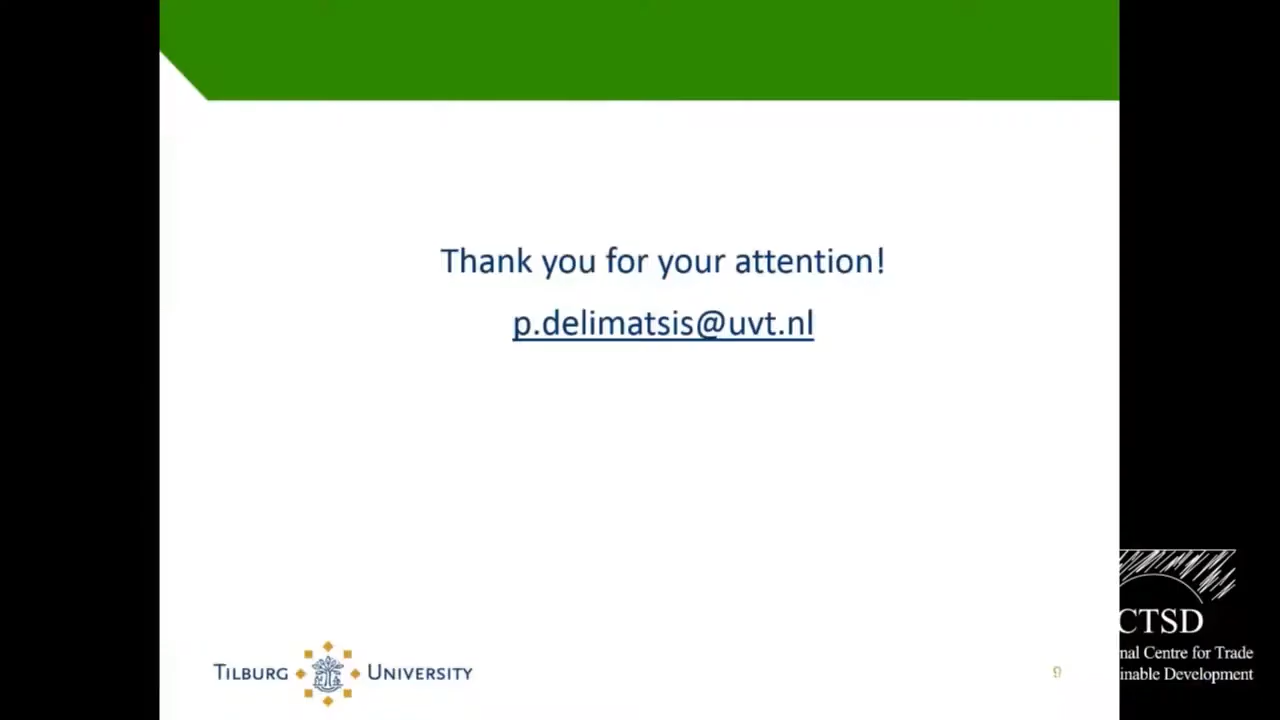 Thank you for your attention!
p.delimatsis@uvt.nl
TILBURG UNIVERSITY
9
CTSD
nal Centre for Trade
inable Development